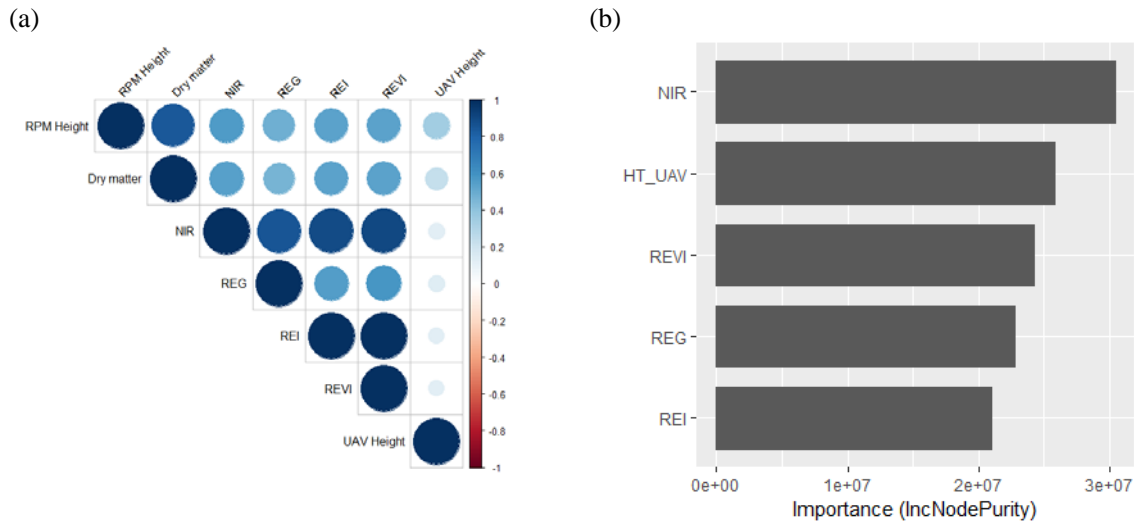 (a)
(b)
RPM Height
Dry matter
NIR
REG
REI
REVI
UAV Height
RPM Height
Dry matter
NIR
REG
REI
REVI
UAV Height
1
0.8
0.6
0.4
0.2
0
-0.2
-0.4
-0.6
-0.8
-1
NIR
HT_UAV
REVI
REG
REI
0e+00
1e+07
2e+07
3e+07
Importance (IncNodePurity)